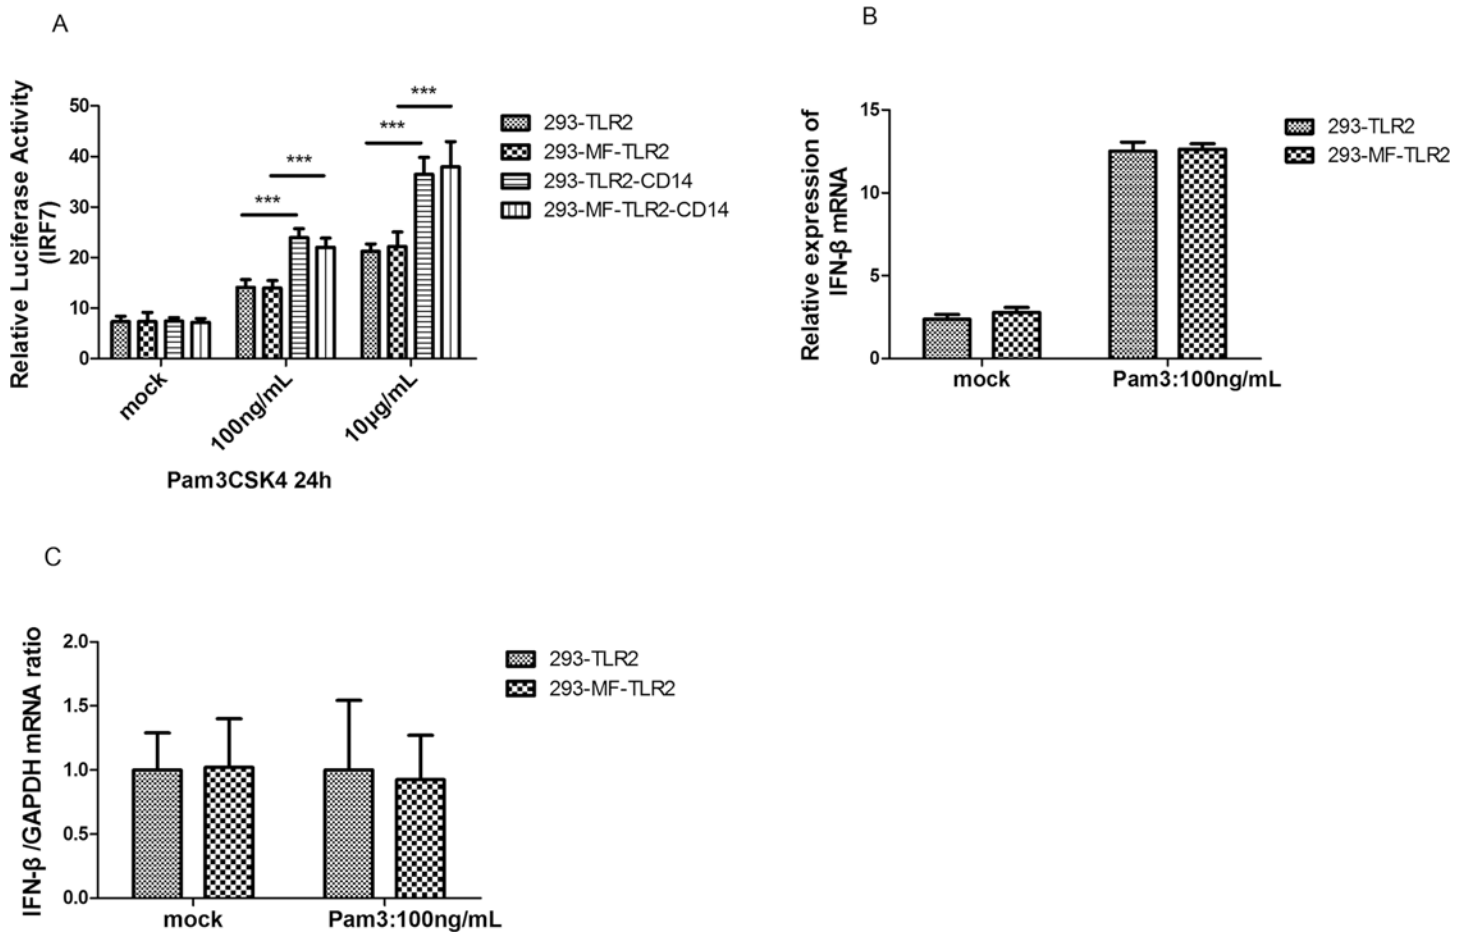 A
Relative Luciferase Activity
(IRF7)
50
40
30
20
10
0
***
***
***
***
mock
100ng/mL
10µg/mL
Pam3CSK4 24h
293-TLR2
293-MF-TLR2
293-TLR2-CD14
293-MF-TLR2-CD14
B
Relative expression of
IFN-β mRNA
15
10
5
0
mock
Pam3:100ng/mL
293-TLR2
293-MF-TLR2
C
IFN-β /GAPDH mRNA ratio
2.0
1.5
1.0
0.5
0.0
mock
Pam3:100ng/mL
293-TLR2
293-MF-TLR2